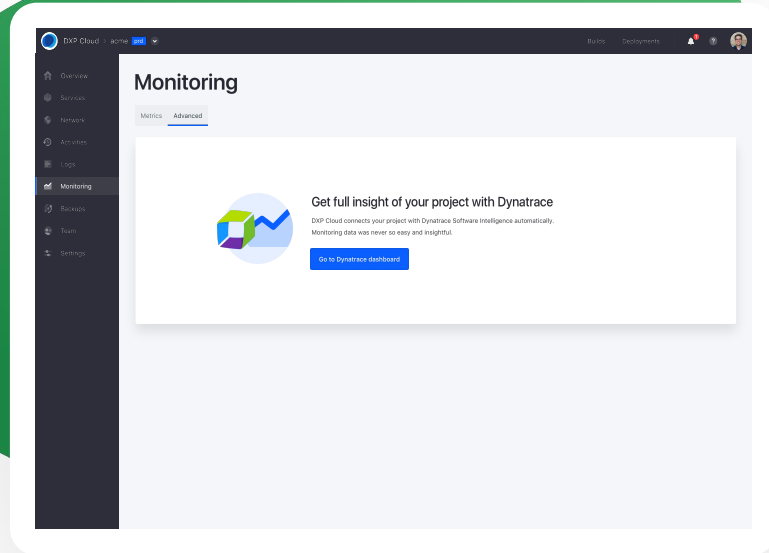 DXP Cloud > acme prd
Builds
Deployments
1
?
Overview
Services
Network
Activities
Logs
Monitoring
Backups
Team
Settings
Monitoring
Metrics Advanced
Get full insight of your project with Dynatrace
DXP Cloud connects your project with Dynatrace Software Intelligence automatically.
Monitoring data was never so easy and insightful.
Go to Dynatrace dashboard